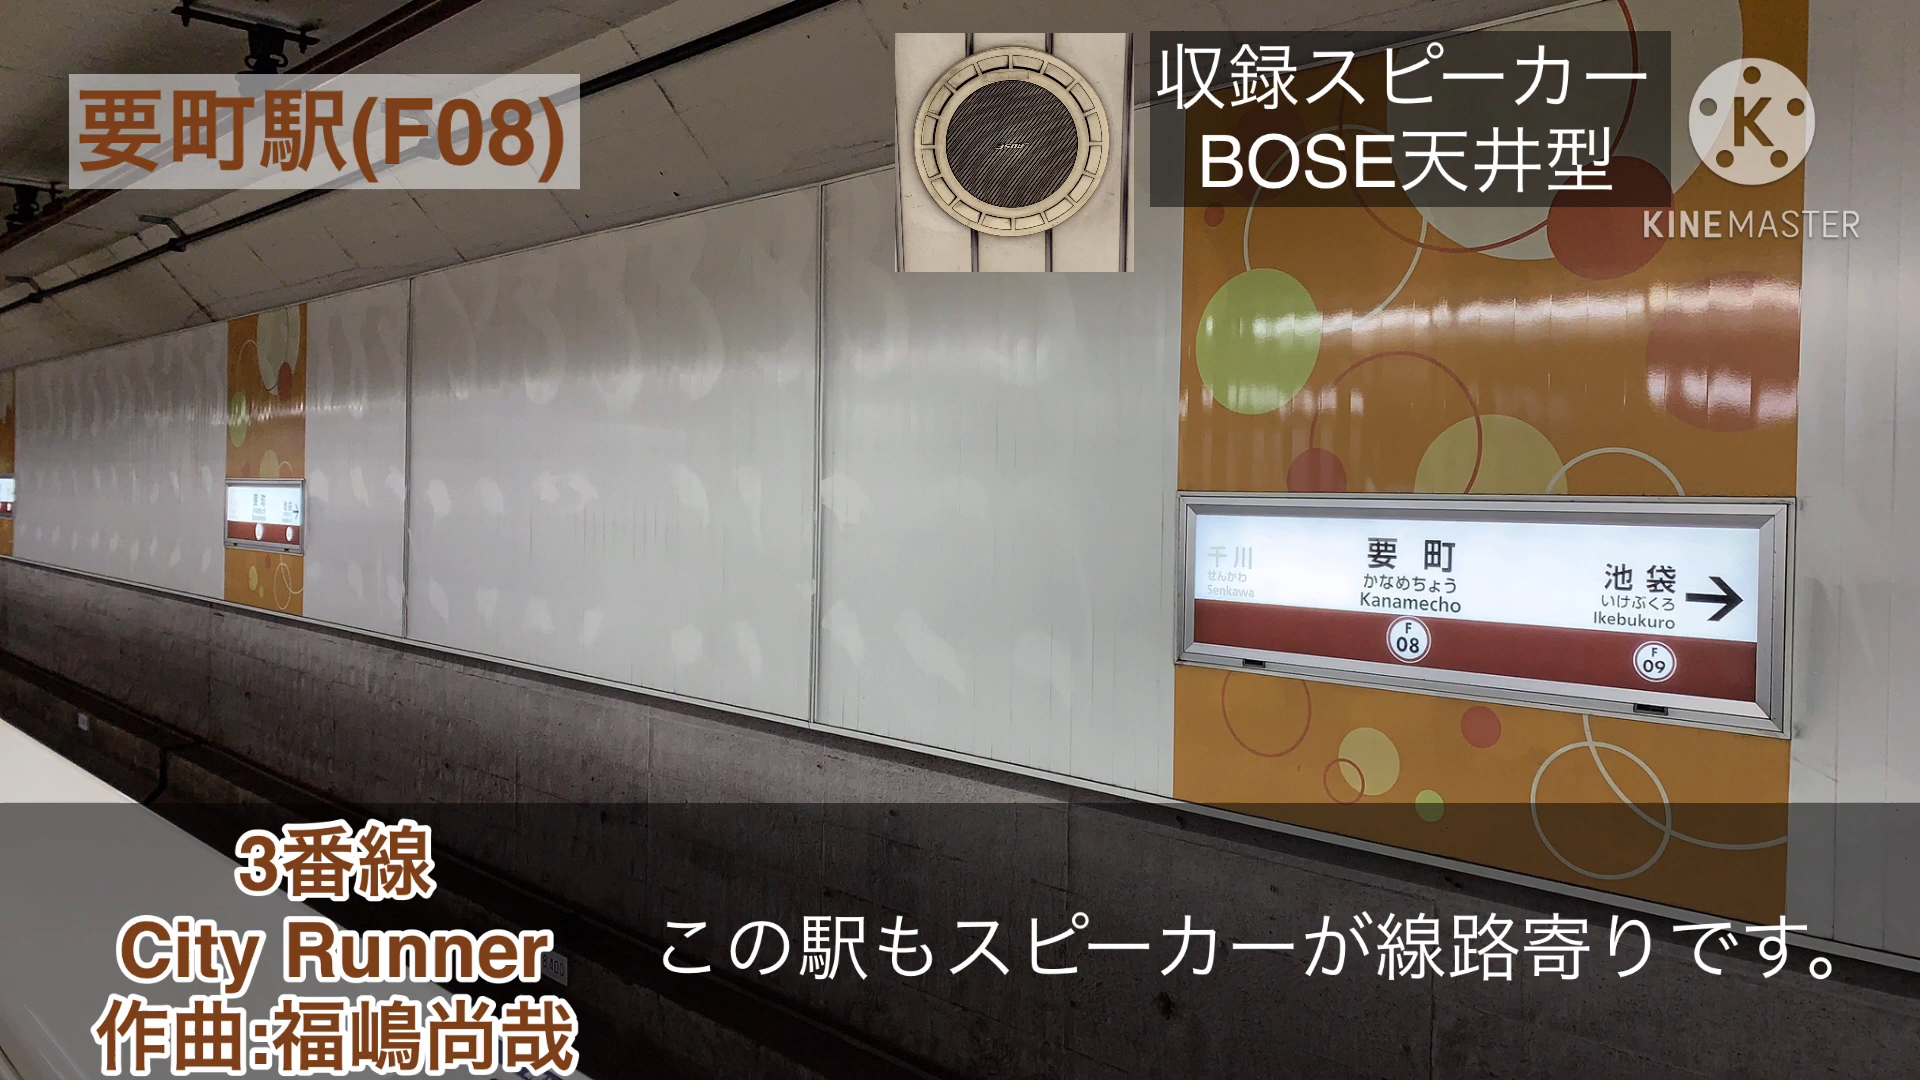 要町駅(F08)
収録スピーカー
BOSE天井型
BOSE
K
KINEMASTER
千川
せんかわ
Senkawa
要町
かなめちょう
Kanamecho
F
08
池袋
いけぶくろ
Ikebukuro
→
F
09
要町
3番線
City Runner
作曲:福嶋尚哉
この駅もスピーカーが線路寄りです。